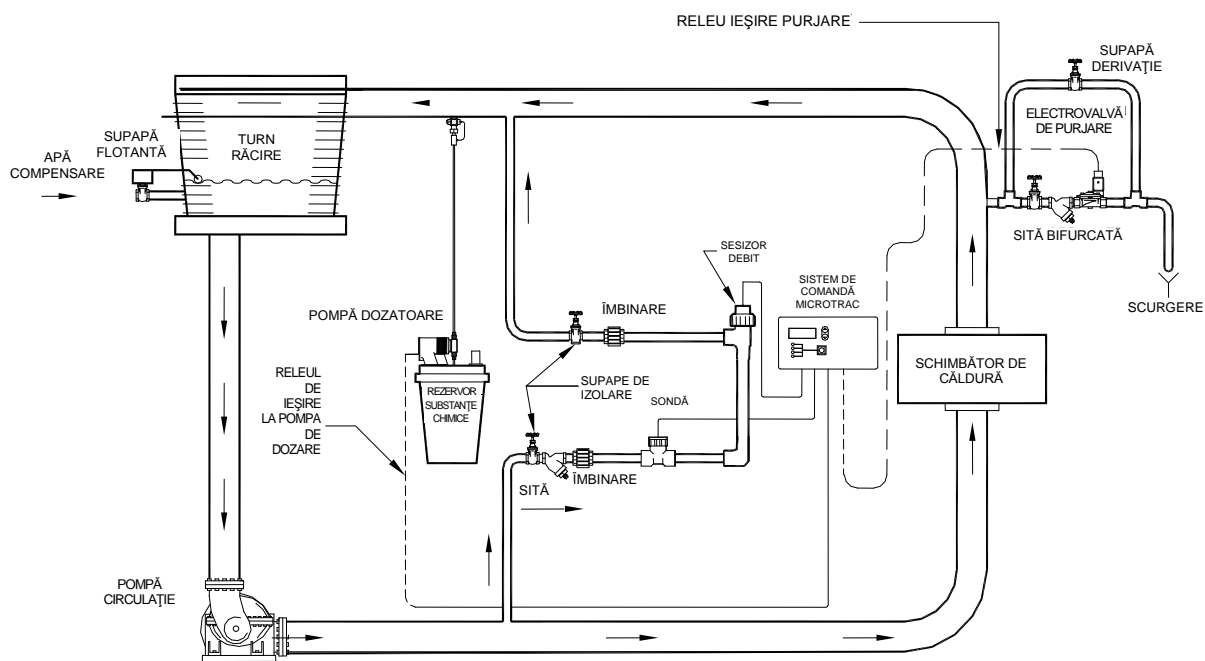 RELEU IEŞIRE PURJARE
SUPAPĂ
DERIVAŢIE
SUPAPĂ
FLOTANTĂ
TURN
RĂCIRE
ELECTROVALVĂ
DE PURJARE
APĂ
COMPENSARE
SITĂ BIFURCATĂ
SESIZOR
DEBIT
SISTEM DE
COMANDĂ
MICROTRAC
SCURGERE
POMPĂ DOZATOARE
ÎMBINARE
SCHIMBĂTOR DE
CĂLDURĂ
RELEUL
DE
IEŞIRE
LA POMPA
DE
DOZARE
REZERVOR
SUBSTANŢE
CHIMICE
SUPAPE DE
IZOLARE
SONDĂ
SITĂ
ÎMBINARE
POMPĂ
CIRCULAŢIE